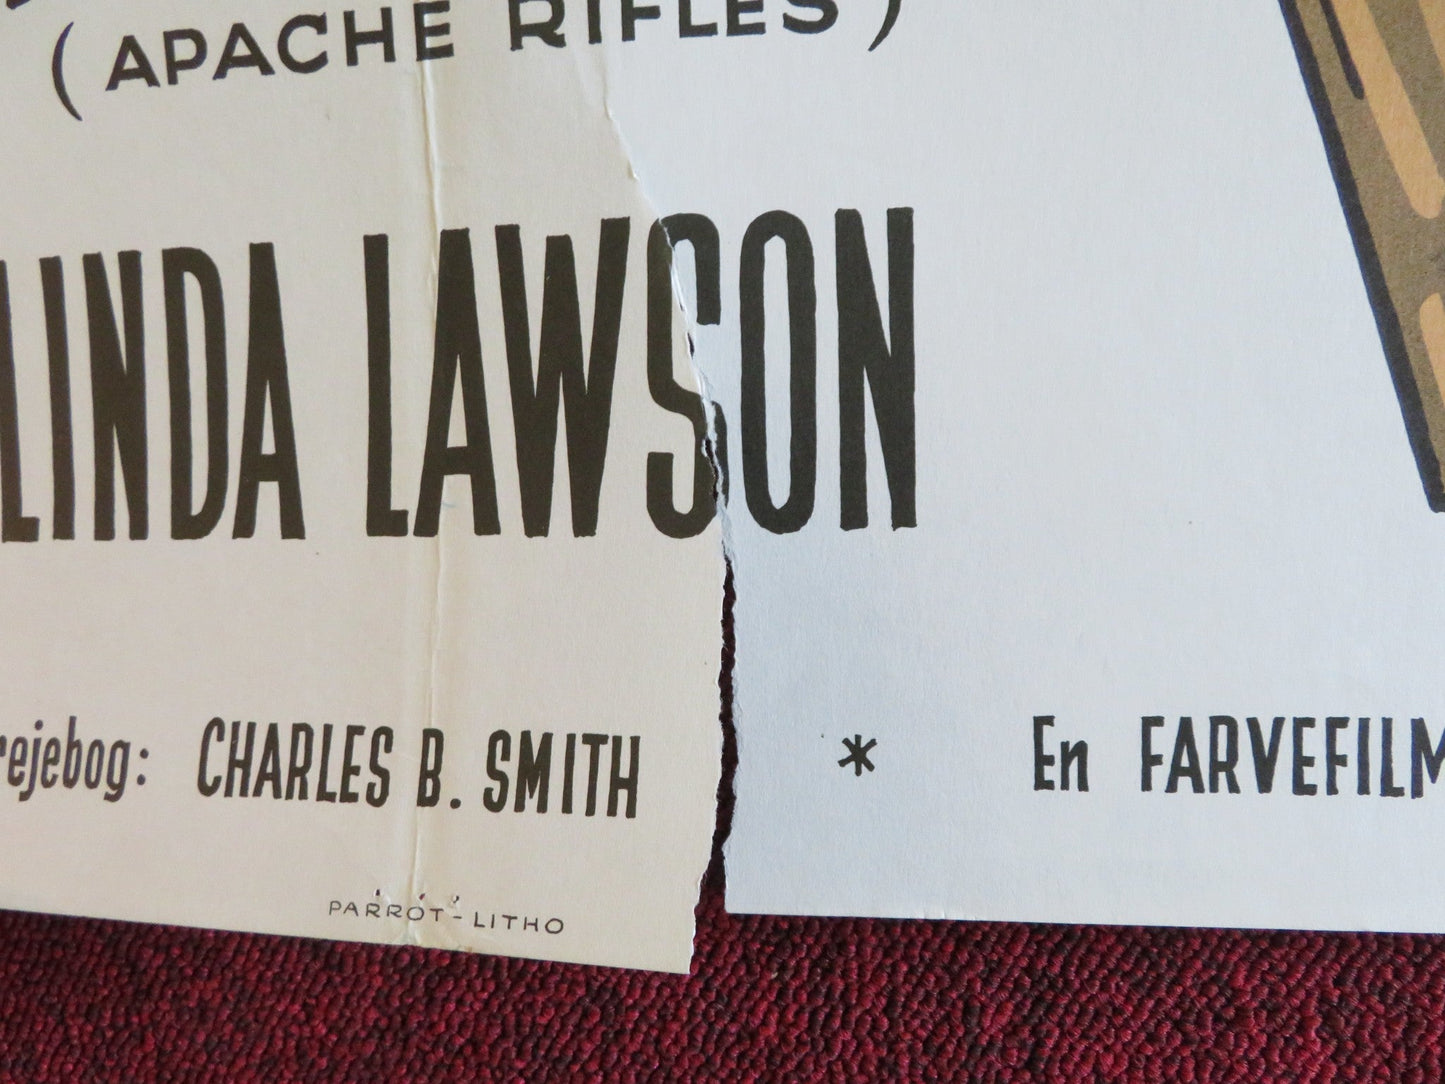 (APACHE RIFLES)
LINDA LAWSON
rejebog: CHARLES B. SMITH * En FARVEFILM
PARROT-LITHO